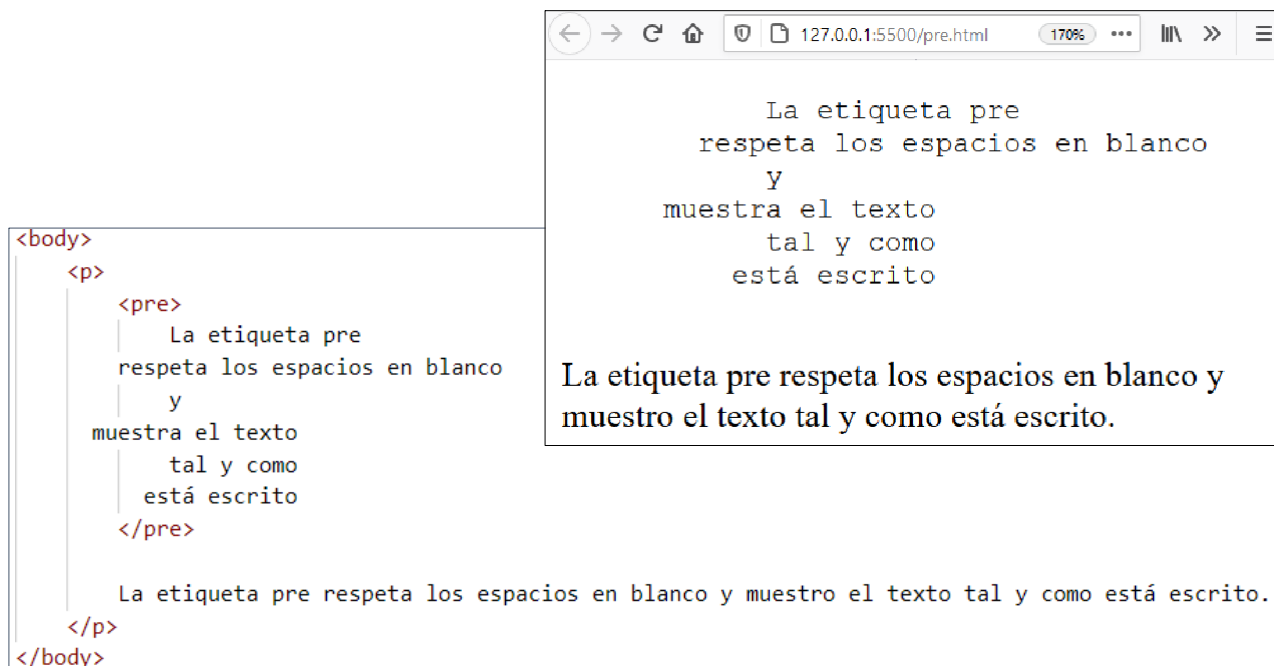 127.0.0.1:5500/pre.html 170%
La etiqueta pre
respeta los espacios en blanco
y
muestra el texto
tal y como
está escrito
La etiqueta pre respeta los espacios en blanco y
muestro el texto tal y como está escrito.
<body>
<p>
<pre>
La etiqueta pre
respeta los espacios en blanco
y
muestra el texto
tal y como
está escrito
</pre>
La etiqueta pre respeta los espacios en blanco y muestro el texto tal y como está escrito.
</p>
</body>